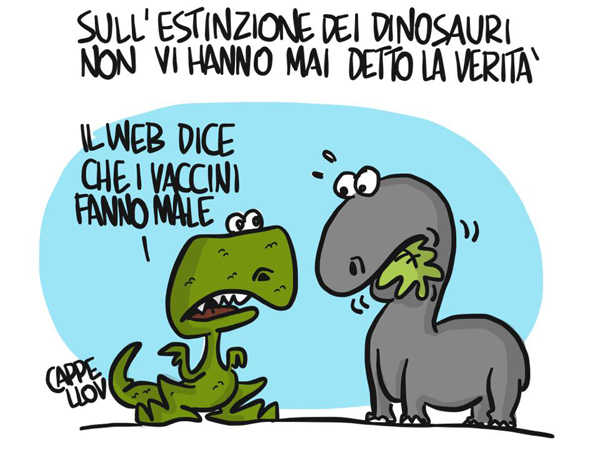 SULL'ESTINZIONE DEI DINOSAURI
NON VI HANNO MAI DETTO LA VERITA'
IL WEB DICE
CHE I VACCINI
FANNO MALE
CAPPE
LLOV